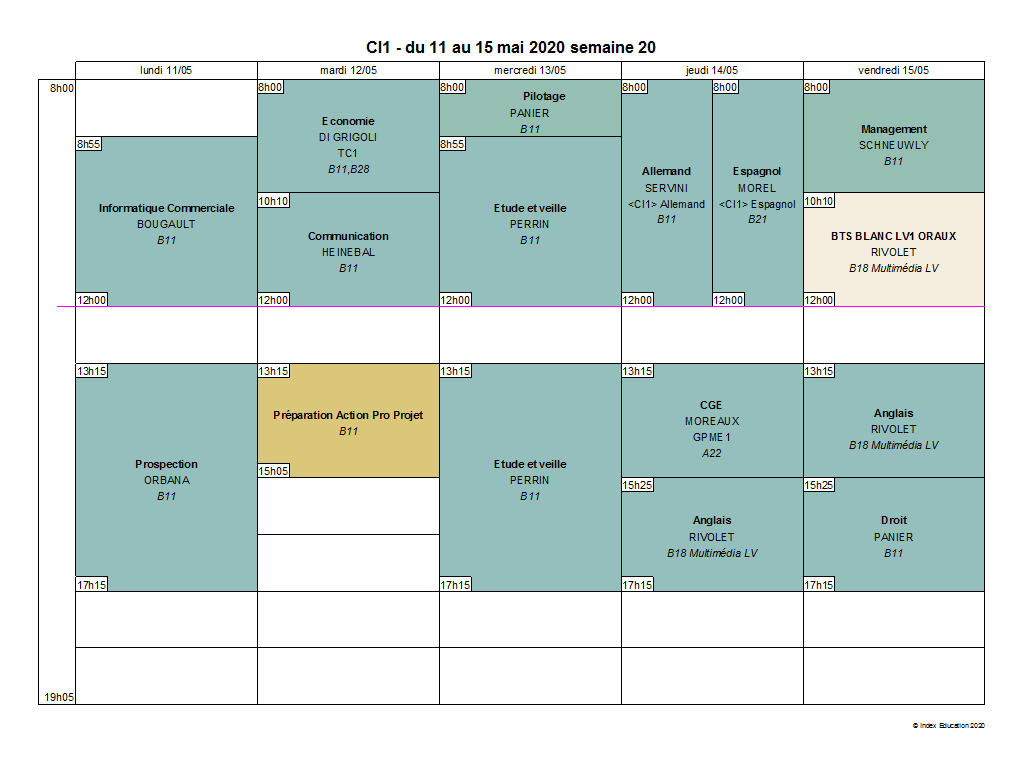 CI1 - du 11 au 15 mai 2020 semaine 20
lundi 11/05
mardi 12/05
mercredi 13/05
jeudi 14/05
vendredi 15/05
8h00
8h55
Informatique Commerciale
BOUGAULT
B11
12h00
13h15
Prospection
ORBANA
B11
17h15
8h00
Economie
DI GRIGOLI
TC1
B11,B28
10h10
Communication
HEINEBAL
B11
12h00
13h15
Préparation Action Pro Projet
B11
15h05
8h00
Pilotage
PANIER
B11
8h55
Etude et veille
PERRIN
B11
12h00
13h15
Etude et veille
PERRIN
B11
17h15
8h00
Allemand
SERVINI
<CI1> Allemand
B11
12h00
8h00
Espagnol
MOREL
<CI1> Espagnol
B21
12h00
13h15
CGE
MOREAUX
GPME1
A22
15h25
Anglais
RIVOLET
B18 Multimédia LV
17h15
8h00
Management
SCHNEUWLY
B11
10h10
BTS BLANC LV1 ORAUX
RIVOLET
B18 Multimédia LV
12h00
13h15
Anglais
RIVOLET
B18 Multimédia LV
15h25
Droit
PANIER
B11
17h15
19h05
© Index Education 2020